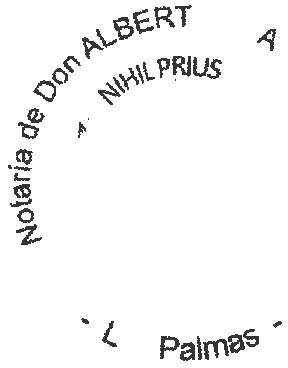 Notaria de Don ALBERT A
NIHIL PRIUS
- L Palmas -